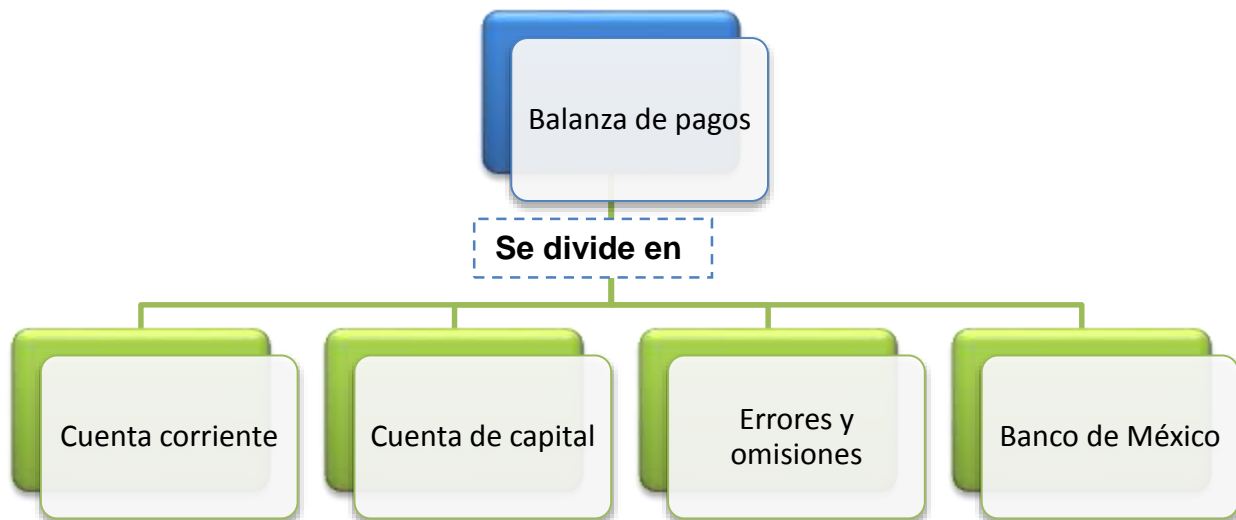 Balanza de pagos
Se divide en
Cuenta corriente
Cuenta de capital
Errores y
omisiones
Banco de México